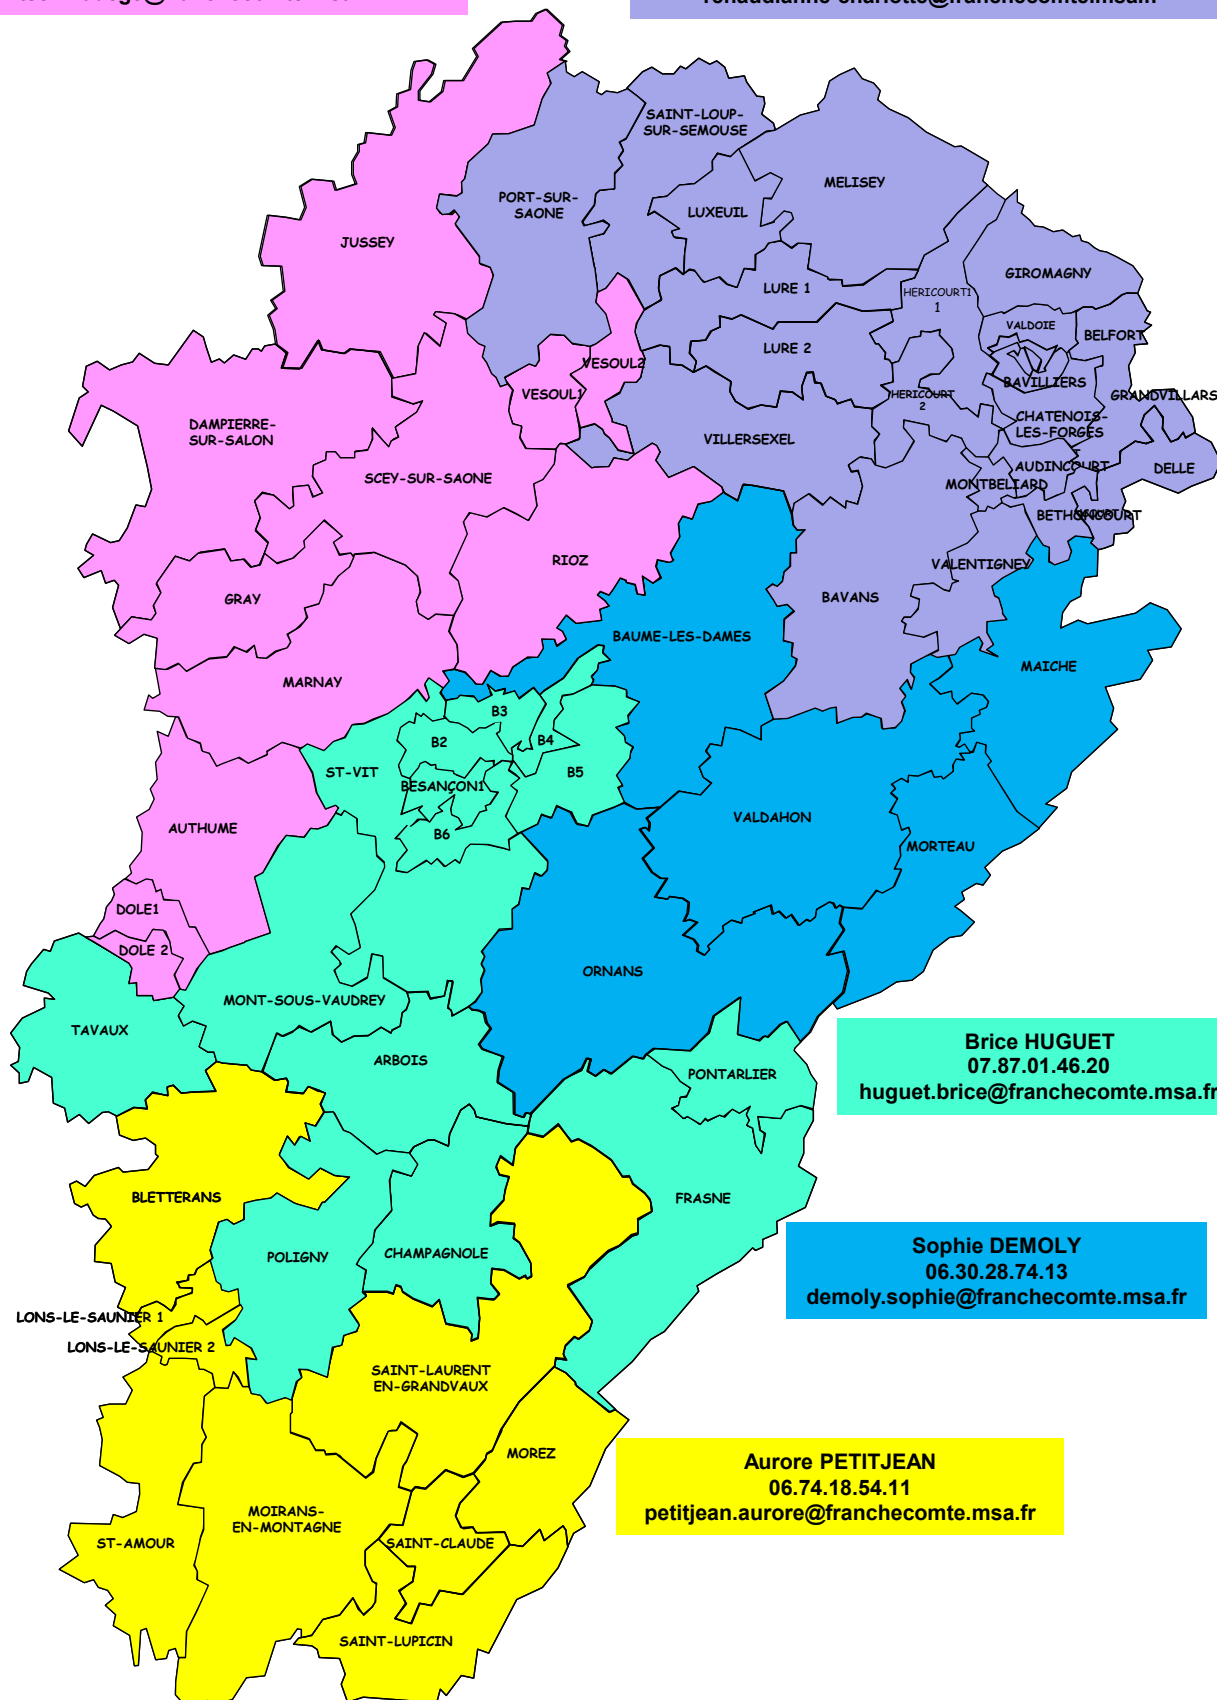 SAINT-LOUP-
SUR-SEMOUSE
MELISEY
PORT-SUR-
SAONE
LUXEUIL
JUSSEY
GIROMAGNY
LURE 1
HERICOURT1
1
VALDOIE
BELFORT
LURE 2
VESOUL2
BAVILLIERS
VESOUL1
HERICOURT
2
GRANDVILLARS
DAMPIERRE-
SUR-SALON
CHATENOIS-
LES-FORGES
VILLERSEXEL
AUDINCOURT
DELLE
SCEY-SUR-SAONE
MONTBELIARD
BETHONCOURT
RIOZ
VALENTIGNEY
GRAY
BAVANS
BAUME-LES-DAMES
MAICHE
MARNAY
B3
B2
B4
ST-VIT
B5
BESANÇON1
AUTHUME
B6
VALDAHON
MORTEAU
DOLE1
DOLE 2
ORNANS
MONT-SOUS-VAUDREY
TAVAUX
ARBOIS
PONTARLIER
Brice HUGUET
07.87.01.46.20
huguet.brice@franchecomte.msa.fr
BLETTERANS
FRASNE
POLIGNY
CHAMPAGNOLE
Sophie DEMOLY
06.30.28.74.13
demoly.sophie@franchecomte.msa.fr
LONS-LE-SAUNIER 1
LONS-LE-SAUNIER 2
SAINT-LAURENT
EN-GRANDVAUX
MOREZ
Aurore PETITJEAN
06.74.18.54.11
petitjean.aurore@franchecomte.msa.fr
MOIRANS-
EN-MONTAGNE
ST-AMOUR
SAINT-CLAUDE
SAINT-LUPICIN